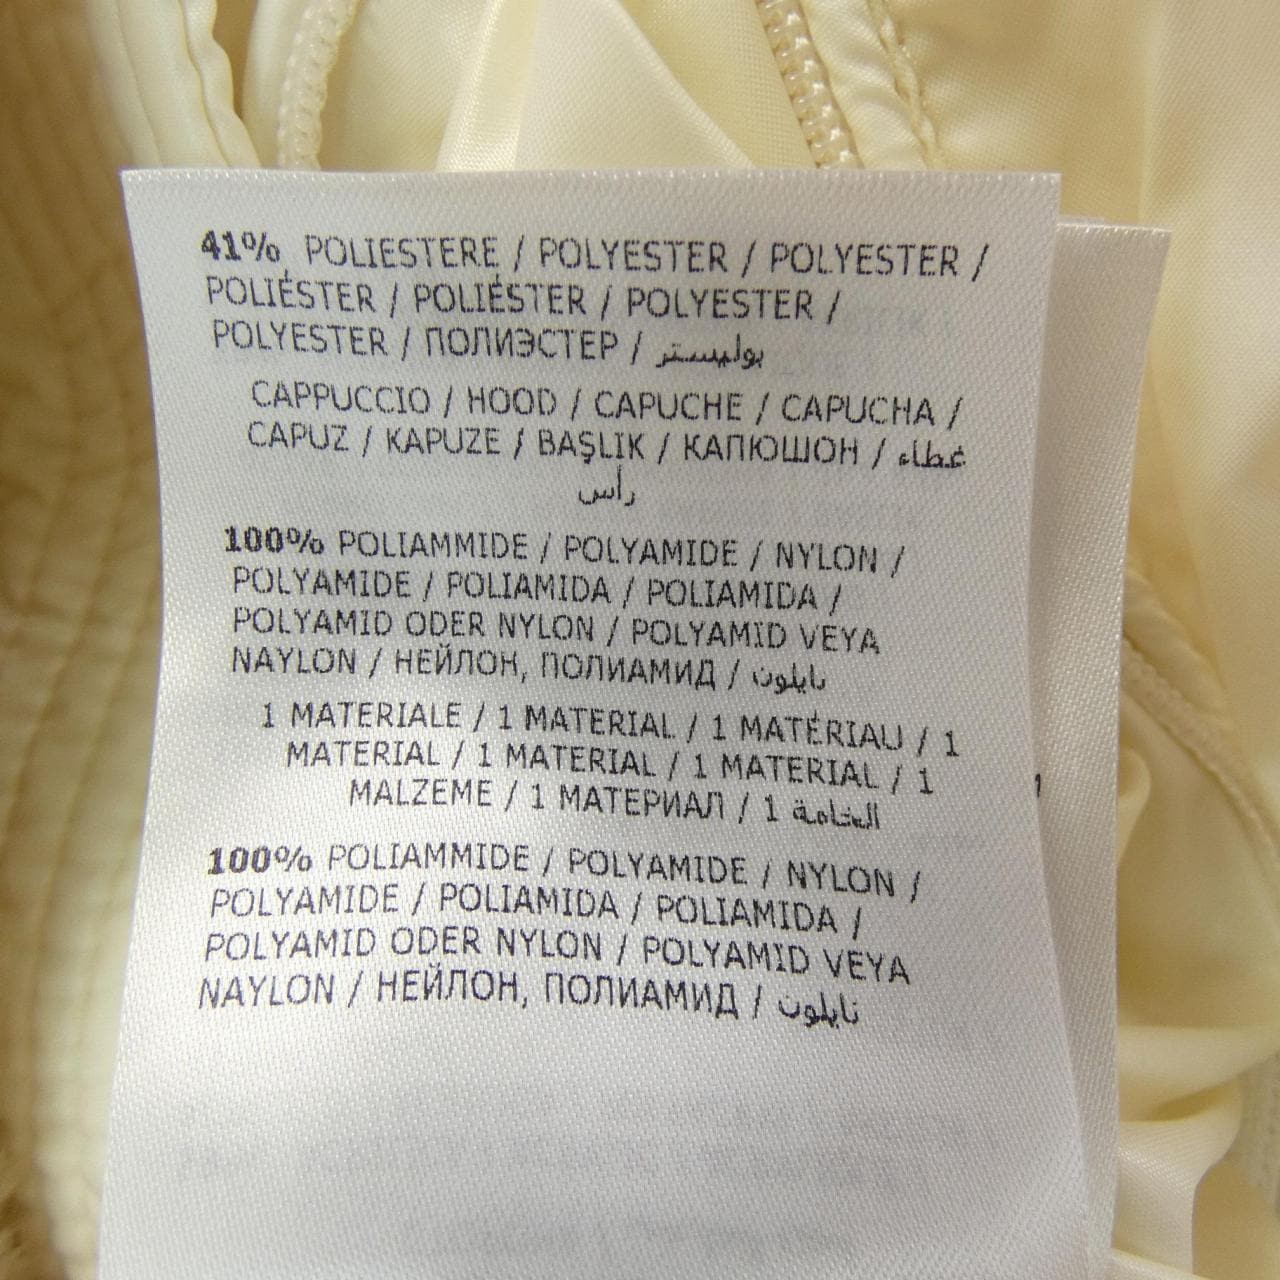 41% POLIESTERE / POLYESTER / POLYESTER /
POLIÉSTER / POLIÉSTER / POLYESTER /
POLYESTER / ПОЛИЭСТЕР / بوليستر
CAPPUCCIO / HOOD / CAPUCHE / CAPUCHA /
CAPUZ / KAPUZE / BAŞLIK / КАПЮШОН / غطاء
رأس
100% POLIAMMIDE / POLYAMIDE / NYLON /
POLYAMIDE / POLIAMIDA / POLIAMIDA /
POLYAMID ODER NYLON / POLYAMID VEYA
NAYLON / НЕЙЛОН, ПОЛИАМИД / نايلون
1 MATERIALE / 1 MATERIAL / 1 MATÉRIAU / 1
MATERIAL / 1 MATERIAL / 1 MATERIAL / 1
MALZEME / 1 МАТЕРИАЛ / 1 الخامة
100% POLIAMMIDE / POLYAMIDE / NYLON /
POLYAMIDE / POLIAMIDA / POLIAMIDA /
POLYAMID ODER NYLON / POLYAMID VEYA
NAYLON / НЕЙЛОН, ПОЛИАМИД / نايلون